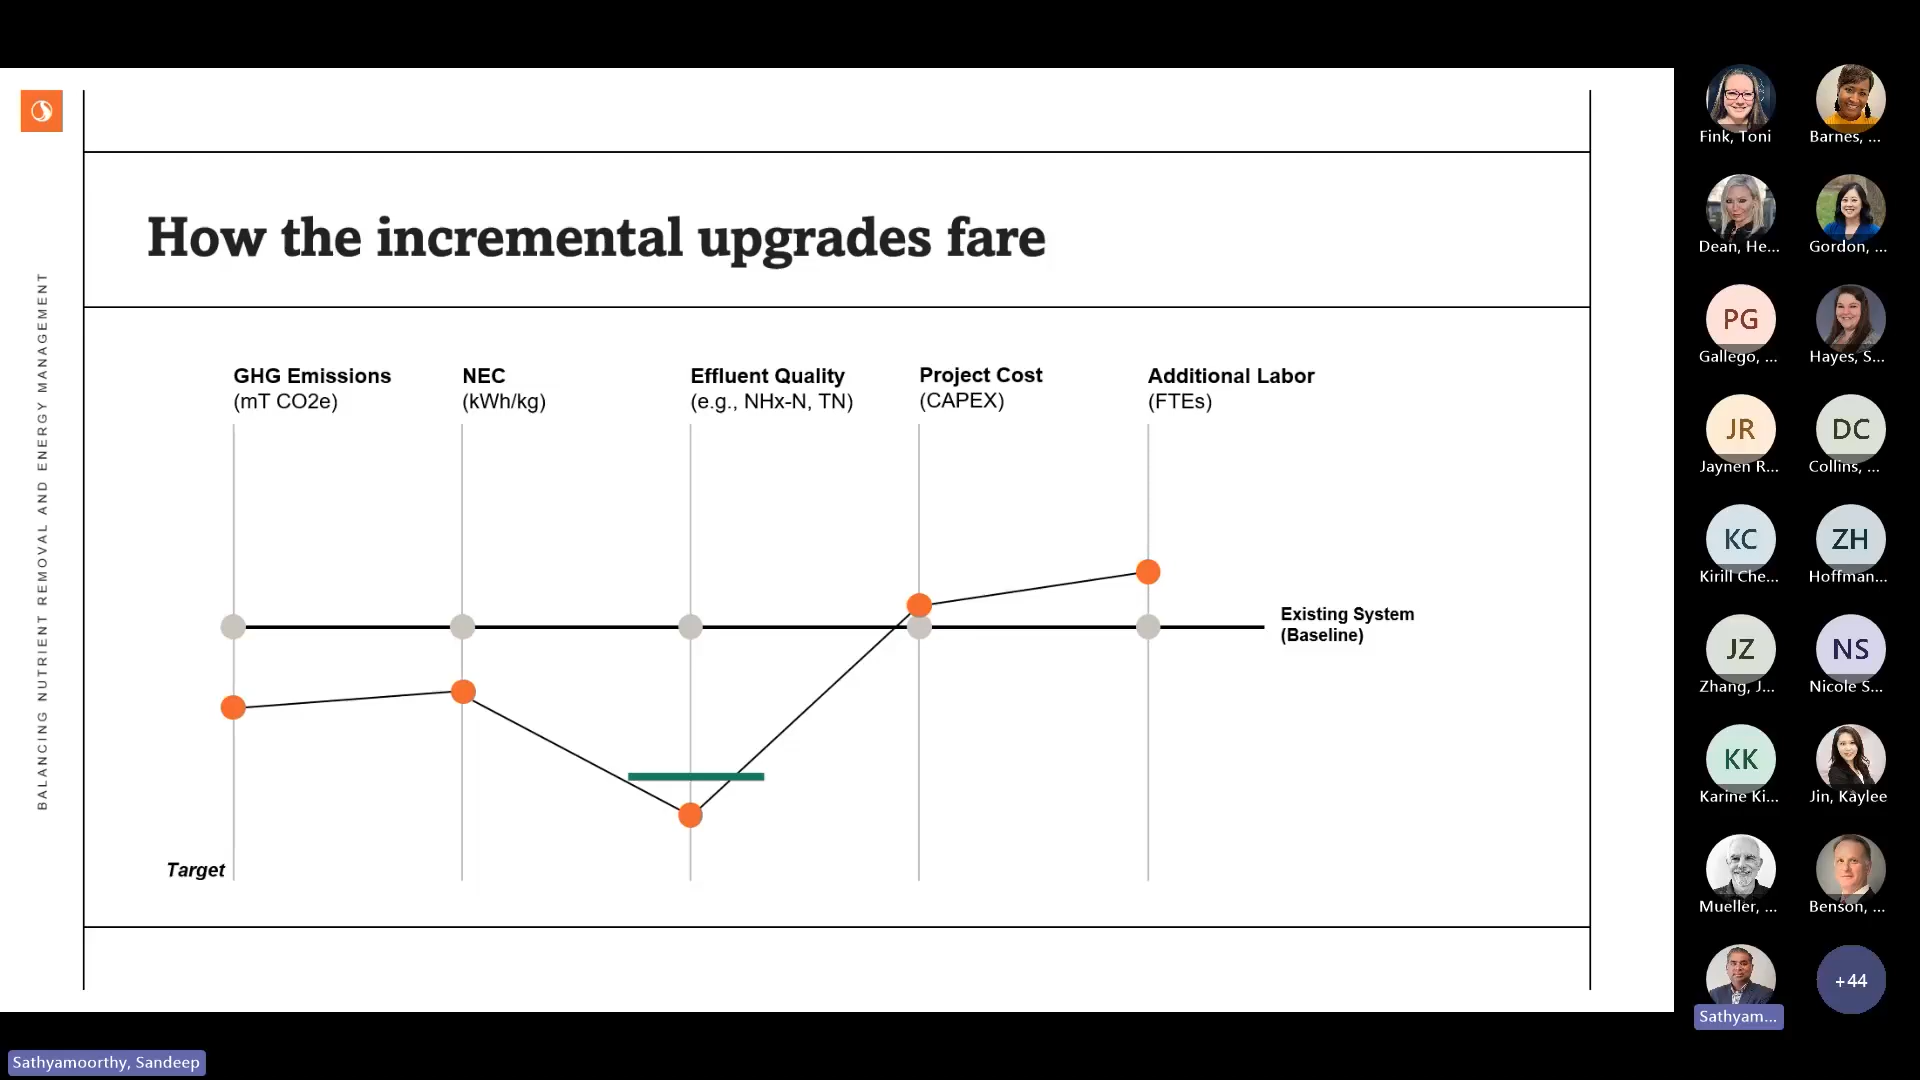 BALANCING NUTRIENT REMOVAL AND ENERGY MANAGEMENT
How the incremental upgrades fare
GHG Emissions
(mT CO2e)
NEC
(kWh/kg)
Effluent Quality
(e.g., NHx-N, TN)
Project Cost
(CAPEX)
Additional Labor
(FTEs)
Existing System
(Baseline)
Target
Fink, Toni
Barnes, ...
Dean, He...
Gordon, ...
PG
Gallego, ...
Hayes, S...
JR
Jaynen R...
DC
Collins, ...
KC
Kirill Che...
ZH
Hoffman...
JZ
Zhang, J...
NS
Nicole S...
KK
Karine Ki...
Jin, Kaylee
Mueller, ...
Benson, ...
Sathyam...
+44
Sathyamoorthy, Sandeep